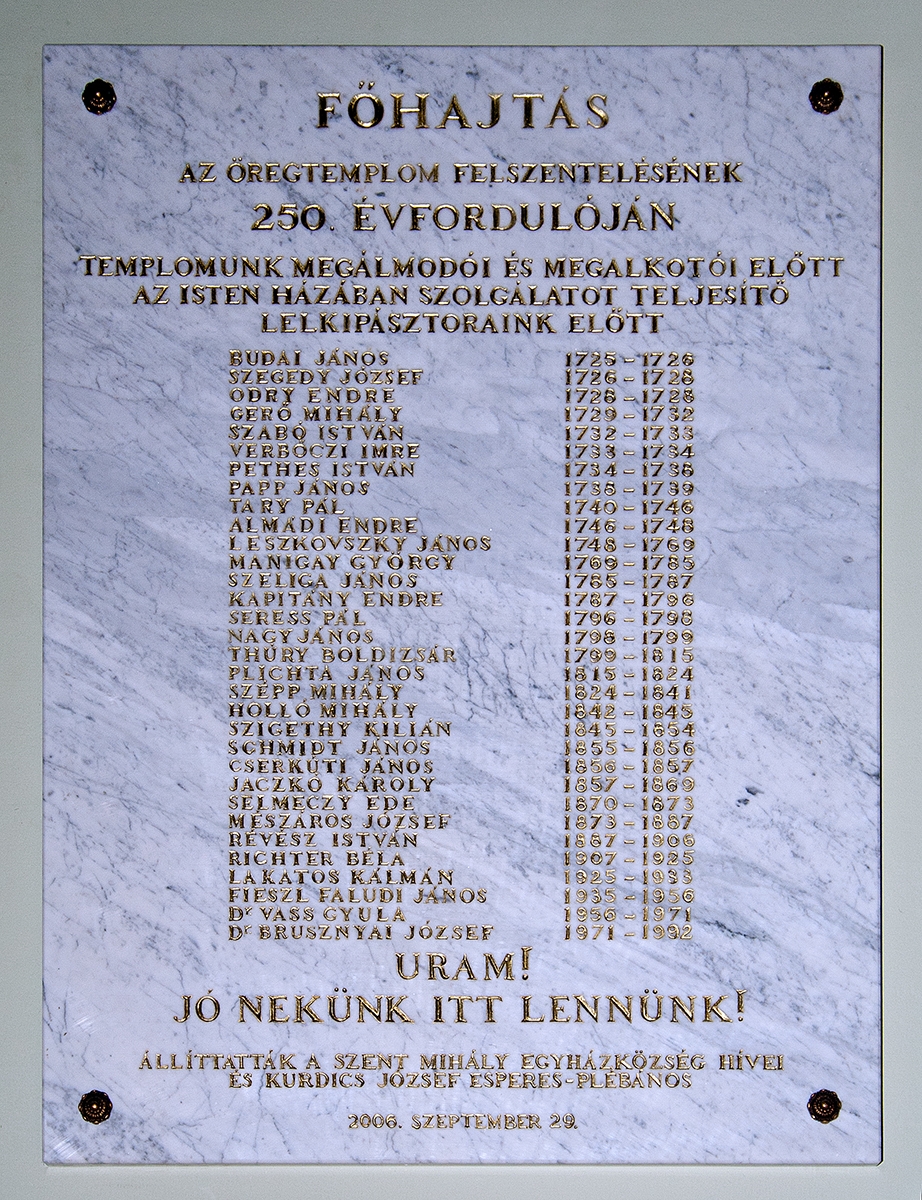 FŐHAJTÁS
AZ ÖREGTEMPLOM FELSZENTELÉSÉNEK
250. ÉVFORDULÓJÁN
TEMPLOMUNK MEGÁLMODÓI ÉS MEGALKOTÓI ELŐTT
AZ ISTEN HÁZÁBAN SZOLGÁLATOT TELJESÍTŐ
LELKIPÁSZTORAINK ELŐTT
BUDAI JÁNOS 1725 – 1726
SZEGEDY JÓZSEF 1726 – 1728
ODRY ENDRE 1728 – 1728
GERŐ MIHÁLY 1729 – 1732
SZABÓ ISTVÁN 1732 – 1733
VERBŐCZI IMRE 1733 – 1734
PETHES ISTVÁN 1734 – 1738
PAPP JÁNOS 1738 – 1739
TARY PÁL 1740 – 1746
ALMÁDI ENDRE 1746 – 1748
LESZKOVSZKY JÁNOS 1748 – 1769
MANIGAY GYÖRGY 1769 – 1785
SZELIGA JÁNOS 1785 – 1787
KAPITÁNY ENDRE 1787 – 1796
SERESS PÁL 1796 – 1798
NAGY JÁNOS 1798 – 1799
THÚRY BOLDIZSÁR 1799 – 1815
PLICHTA JÁNOS 1815 – 1824
SZÉPP MIHÁLY 1824 – 1841
HOLLÓ MIHÁLY 1842 – 1845
SZIGETHY KILIÁN 1845 – 1854
SCHMIDT JÁNOS 1855 – 1856
CSERKÚTI JÁNOS 1856 – 1857
JACZKÓ KÁROLY 1857 – 1869
SELMECZY EDE 1870 – 1873
MÉSZÁROS JÓZSEF 1873 – 1887
RÉVÉSZ ISTVÁN 1887 – 1906
RICHTER BÉLA 1907 – 1925
LAKATOS KÁLMÁN 1925 – 1933
FIESZL FALUDI JÁNOS 1935 – 1956
Dr VASS GYULA 1956 – 1971
Dr BRUSZNYAI JÓZSEF 1971 – 1992
URAM!
JÓ NEKÜNK ITT LENNÜNK!
ÁLLÍTTATTÁK A SZENT MIHÁLY EGYHÁZKÖZSÉG HÍVEI
ÉS KURDICS JÓZSEF ESPERES-PLÉBÁNOS
2006. SZEPTEMBER 29.